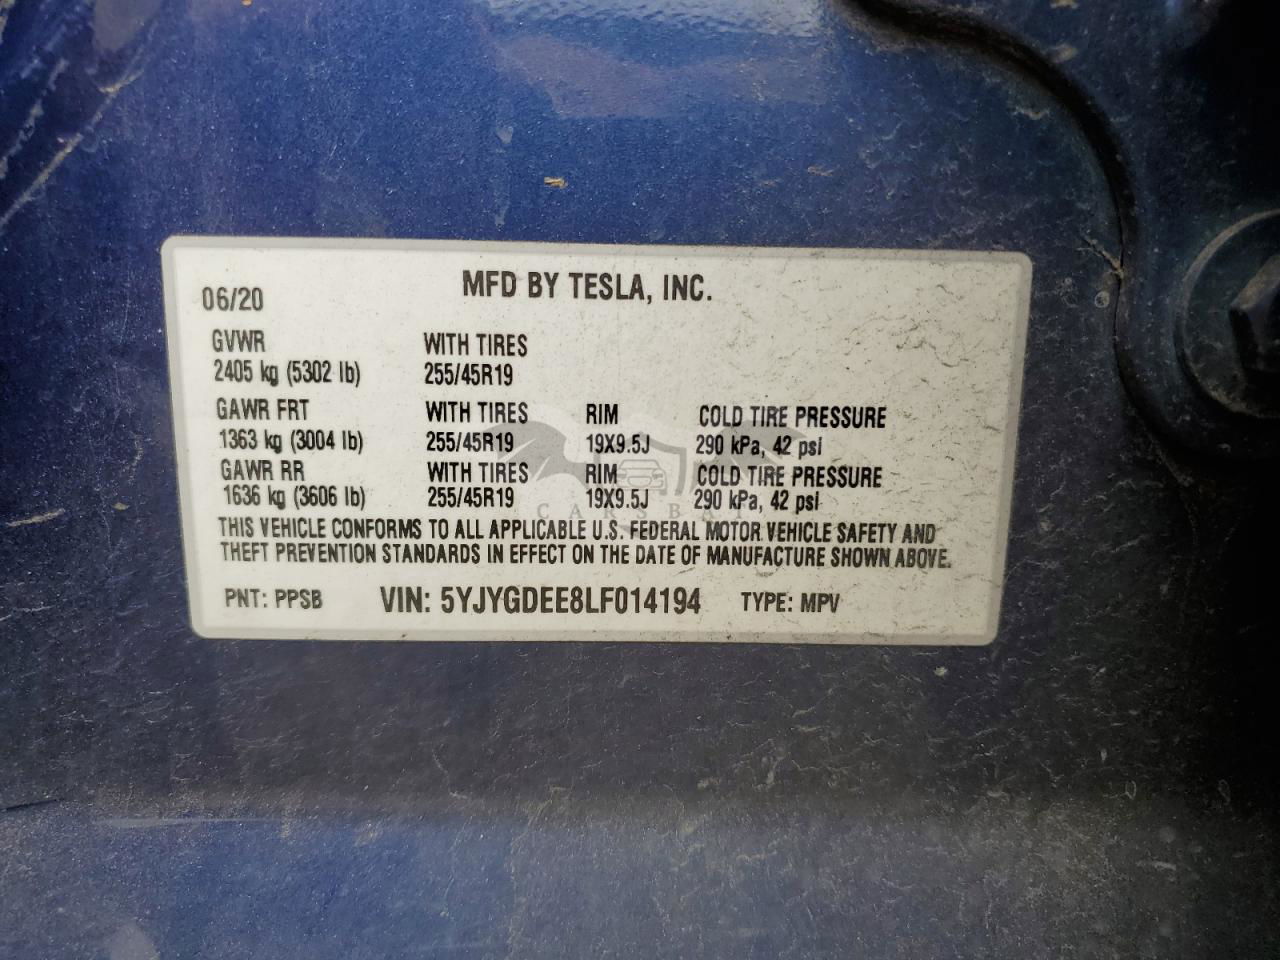 MFD BY TESLA, INC.
06/20
GVWR WITH TIRES
2405 kg (5302 lb) 255/45R19
GAWR FRT WITH TIRES RIM COLD TIRE PRESSURE
1363 kg (3004 lb) 255/45R19 19X9.5J 290 kPa, 42 psi
GAWR RR WITH TIRES RIM COLD TIRE PRESSURE
1636 kg (3606 lb) 255/45R19 19X9.5J 290 kPa, 42 psi
CARSBAT
THIS VEHICLE CONFORMS TO ALL APPLICABLE U.S. FEDERAL MOTOR VEHICLE SAFETY AND
THEFT PREVENTION STANDARDS IN EFFECT ON THE DATE OF MANUFACTURE SHOWN ABOVE.
PNT: PPSB VIN: 5YJYGDEE8LF014194 TYPE: MPV